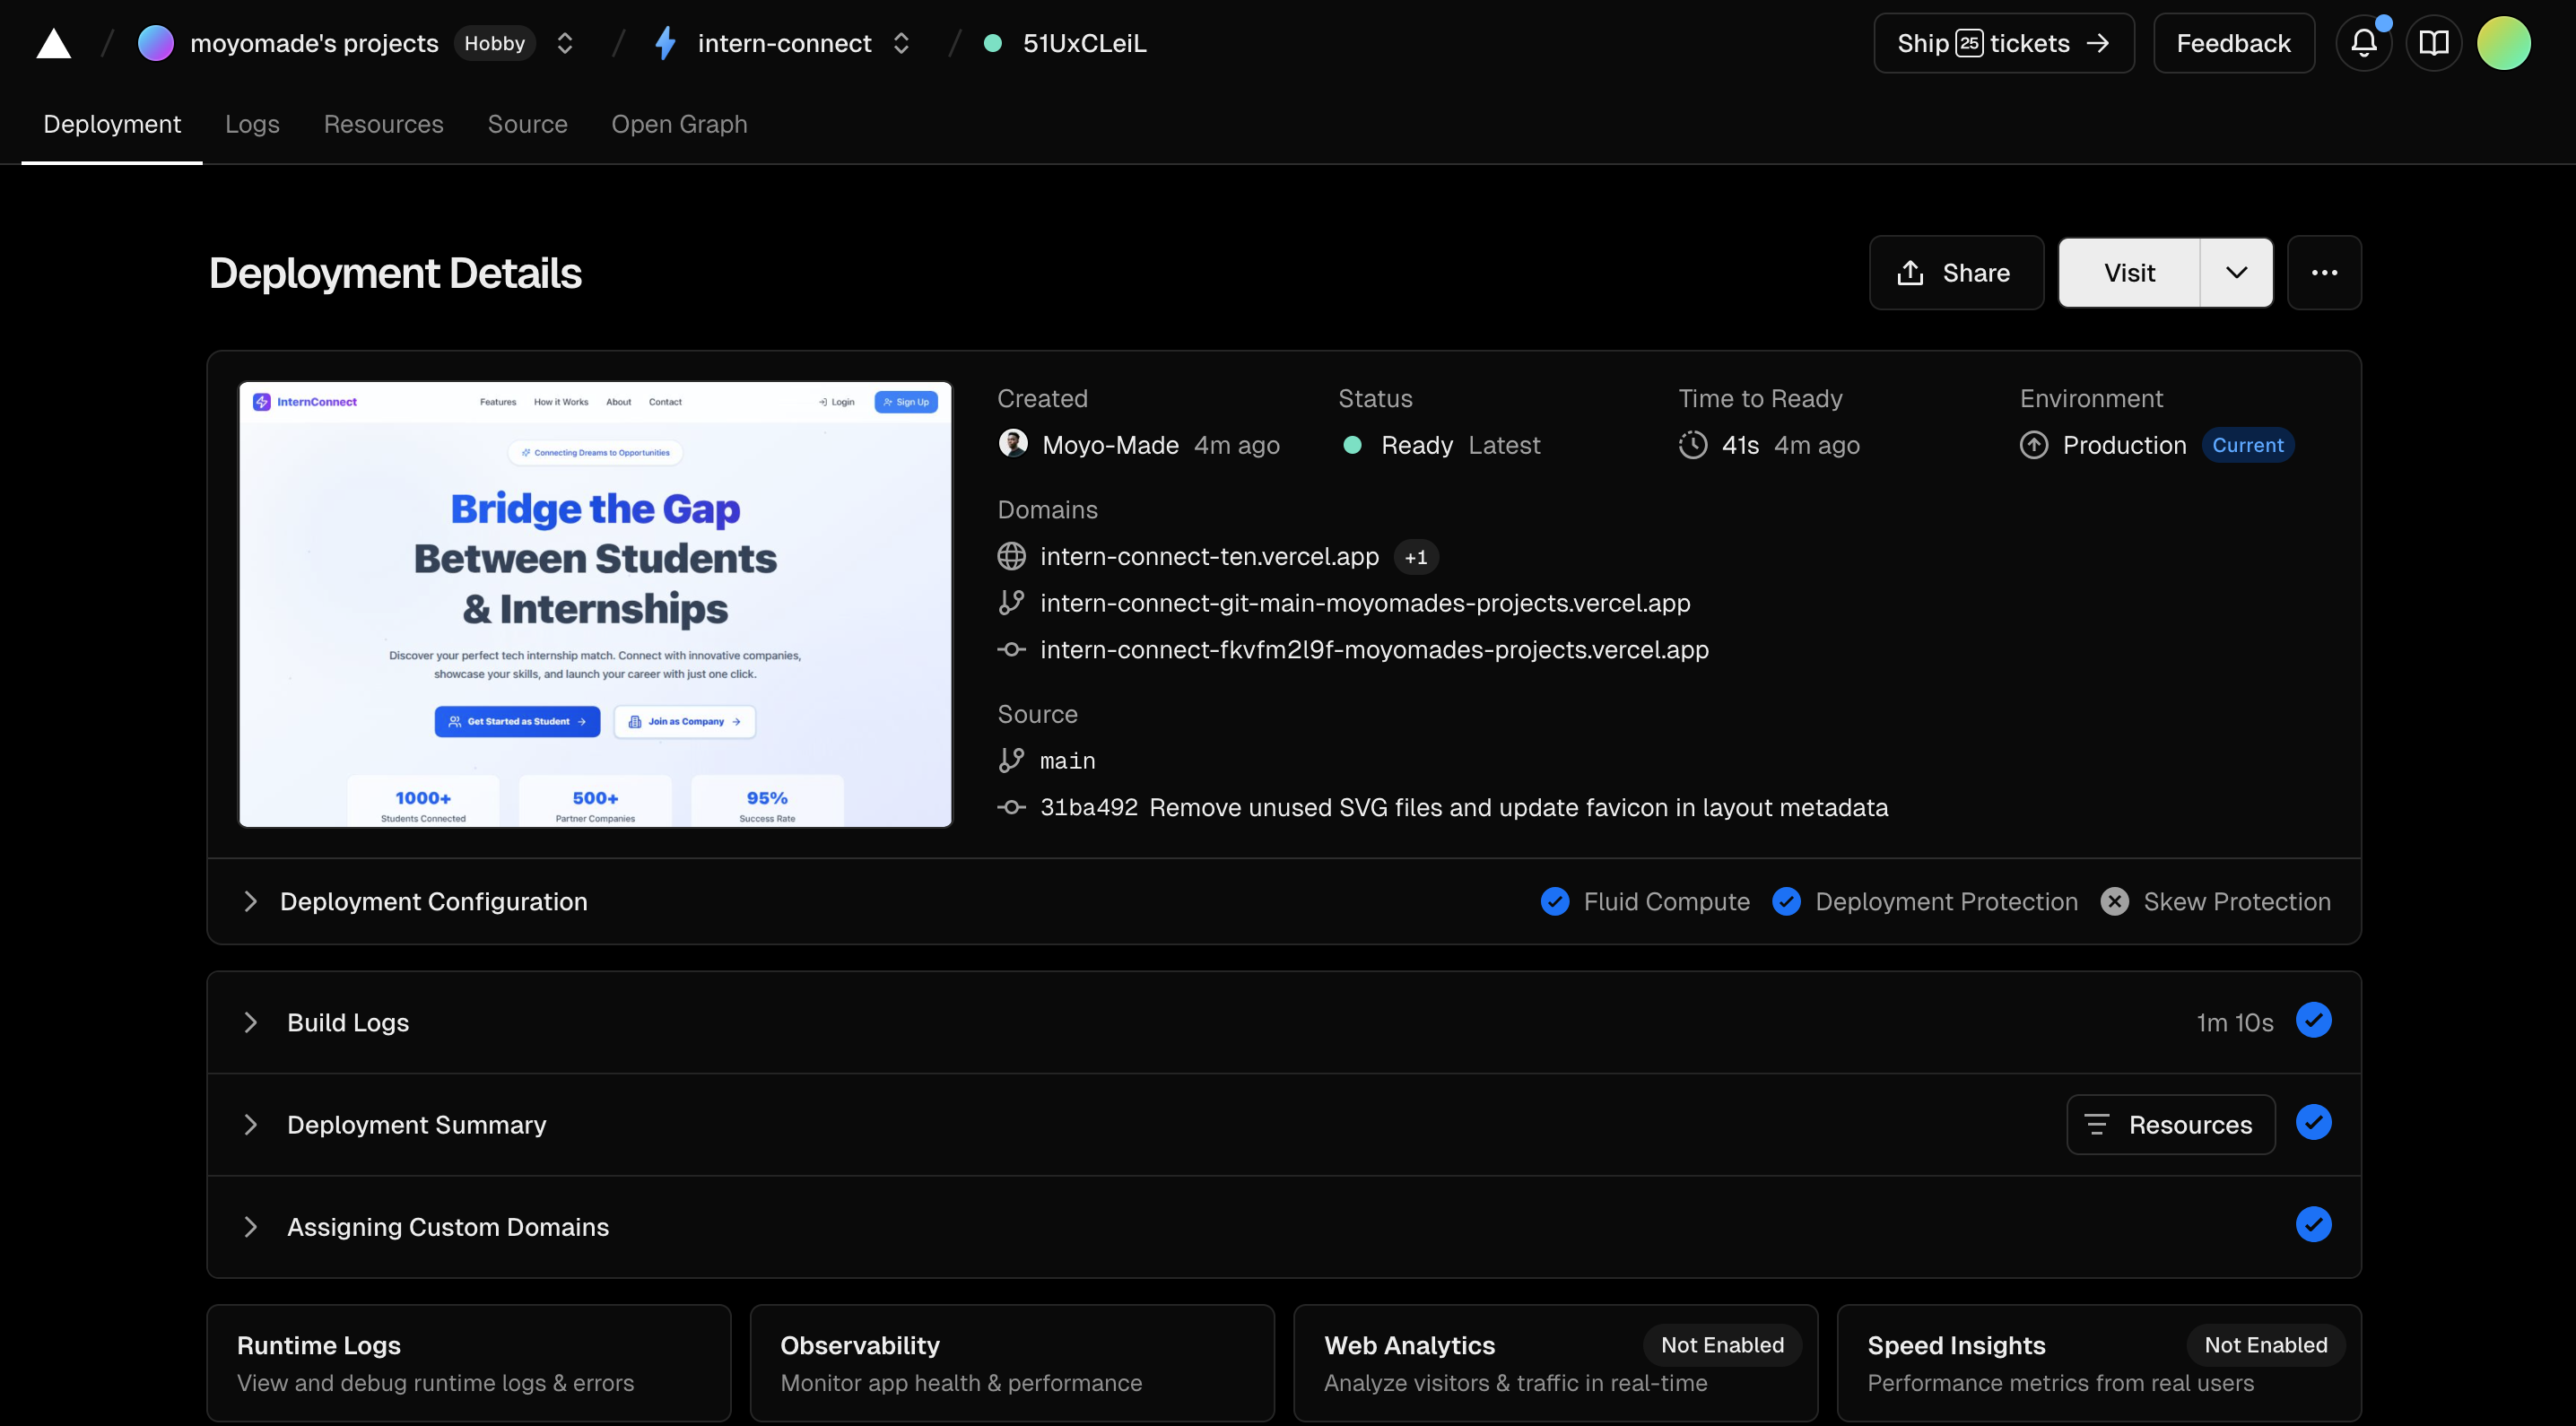 moyomade's projects Hobby intern-connect 51UxCLeiL Ship 25 tickets → Feedback
Deployment Logs Resources Source Open Graph
Deployment Details Share Visit
InternConnect Features How it Works About Contact Login Sign Up
Connecting Dreams to Opportunities
Bridge the Gap
Between Students
& Internships
Discover your perfect tech internship match. Connect with innovative companies,
showcase your skills, and launch your career with just one click.
Get Started as Student → Join as Company →
1000+ 500+ 95%
Students Connected Partner Companies Success Rate
Created Status Time to Ready Environment
Moyo-Made 4m ago Ready Latest 41s 4m ago Production Current
Domains
intern-connect-ten.vercel.app +1
intern-connect-git-main-moyomades-projects.vercel.app
intern-connect-fkvfm2l9f-moyomades-projects.vercel.app
Source
main
31ba492 Remove unused SVG files and update favicon in layout metadata
Deployment Configuration Fluid Compute Deployment Protection Skew Protection
Build Logs 1m 10s
Deployment Summary Resources
Assigning Custom Domains
Runtime Logs Observability Web Analytics Not Enabled Speed Insights Not Enabled
View and debug runtime logs & errors Monitor app health & performance Analyze visitors & traffic in real-time Performance metrics from real users